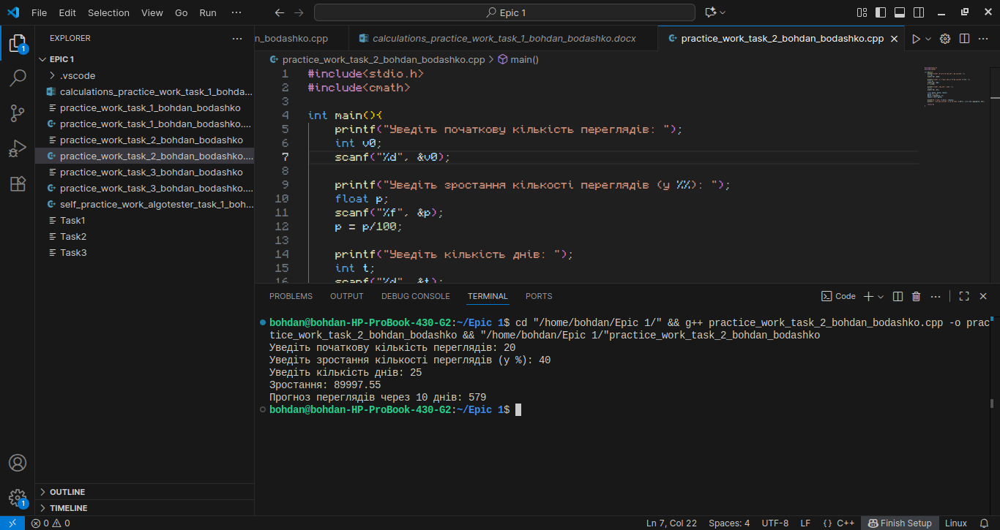 File Edit Selection View Go Run ··· Epic 1
EXPLORER ···
n_bodashko.cpp calculations_practice_work_task_1_bohdan_bodashko.docx practice_work_task_2_bohdan_bodashko.cpp
EPIC 1
.vscode
calculations_practice_work_task_1_bohda...
practice_work_task_1_bohdan_bodashko
practice_work_task_1_bohdan_bodashko....
practice_work_task_2_bohdan_bodashko
practice_work_task_2_bohdan_bodashko....
practice_work_task_3_bohdan_bodashko
practice_work_task_3_bohdan_bodashko....
self_practice_work_algotester_task_1_boh...
Task1
Task2
Task3
OUTLINE
TIMELINE
practice_work_task_2_bohdan_bodashko.cpp > main()
1 #include<stdio.h>
2 #include<cmath>
3
4 int main(){
5 printf("Уведіть початкову кількість переглядів: ");
6 int v0;
7 scanf("%d", &v0);
8
9 printf("Уведіть зростання кількості переглядів (у %%): ");
10 float p;
11 scanf("%f", &p);
12 p = p/100;
13
14 printf("Уведіть кількість днів: ");
15 int t;
16 scanf("%d", &t);
PROBLEMS OUTPUT DEBUG CONSOLE TERMINAL PORTS Code
bohdan@bohdan-HP-ProBook-430-G2:~/Epic 1$ cd "/home/bohdan/Epic 1/" && g++ practice_work_task_2_bohdan_bodashko.cpp -o prac
tice_work_task_2_bohdan_bodashko && "/home/bohdan/Epic 1/"practice_work_task_2_bohdan_bodashko
Уведіть початкову кількість переглядів: 20
Уведіть зростання кількості переглядів (у %): 40
Уведіть кількість днів: 25
Зростання: 89997.55
Прогноз переглядів через 10 днів: 579
bohdan@bohdan-HP-ProBook-430-G2:~/Epic 1$
1
1
0 0 Ln 7, Col 22 Spaces: 4 UTF-8 LF {} C++ Finish Setup Linux